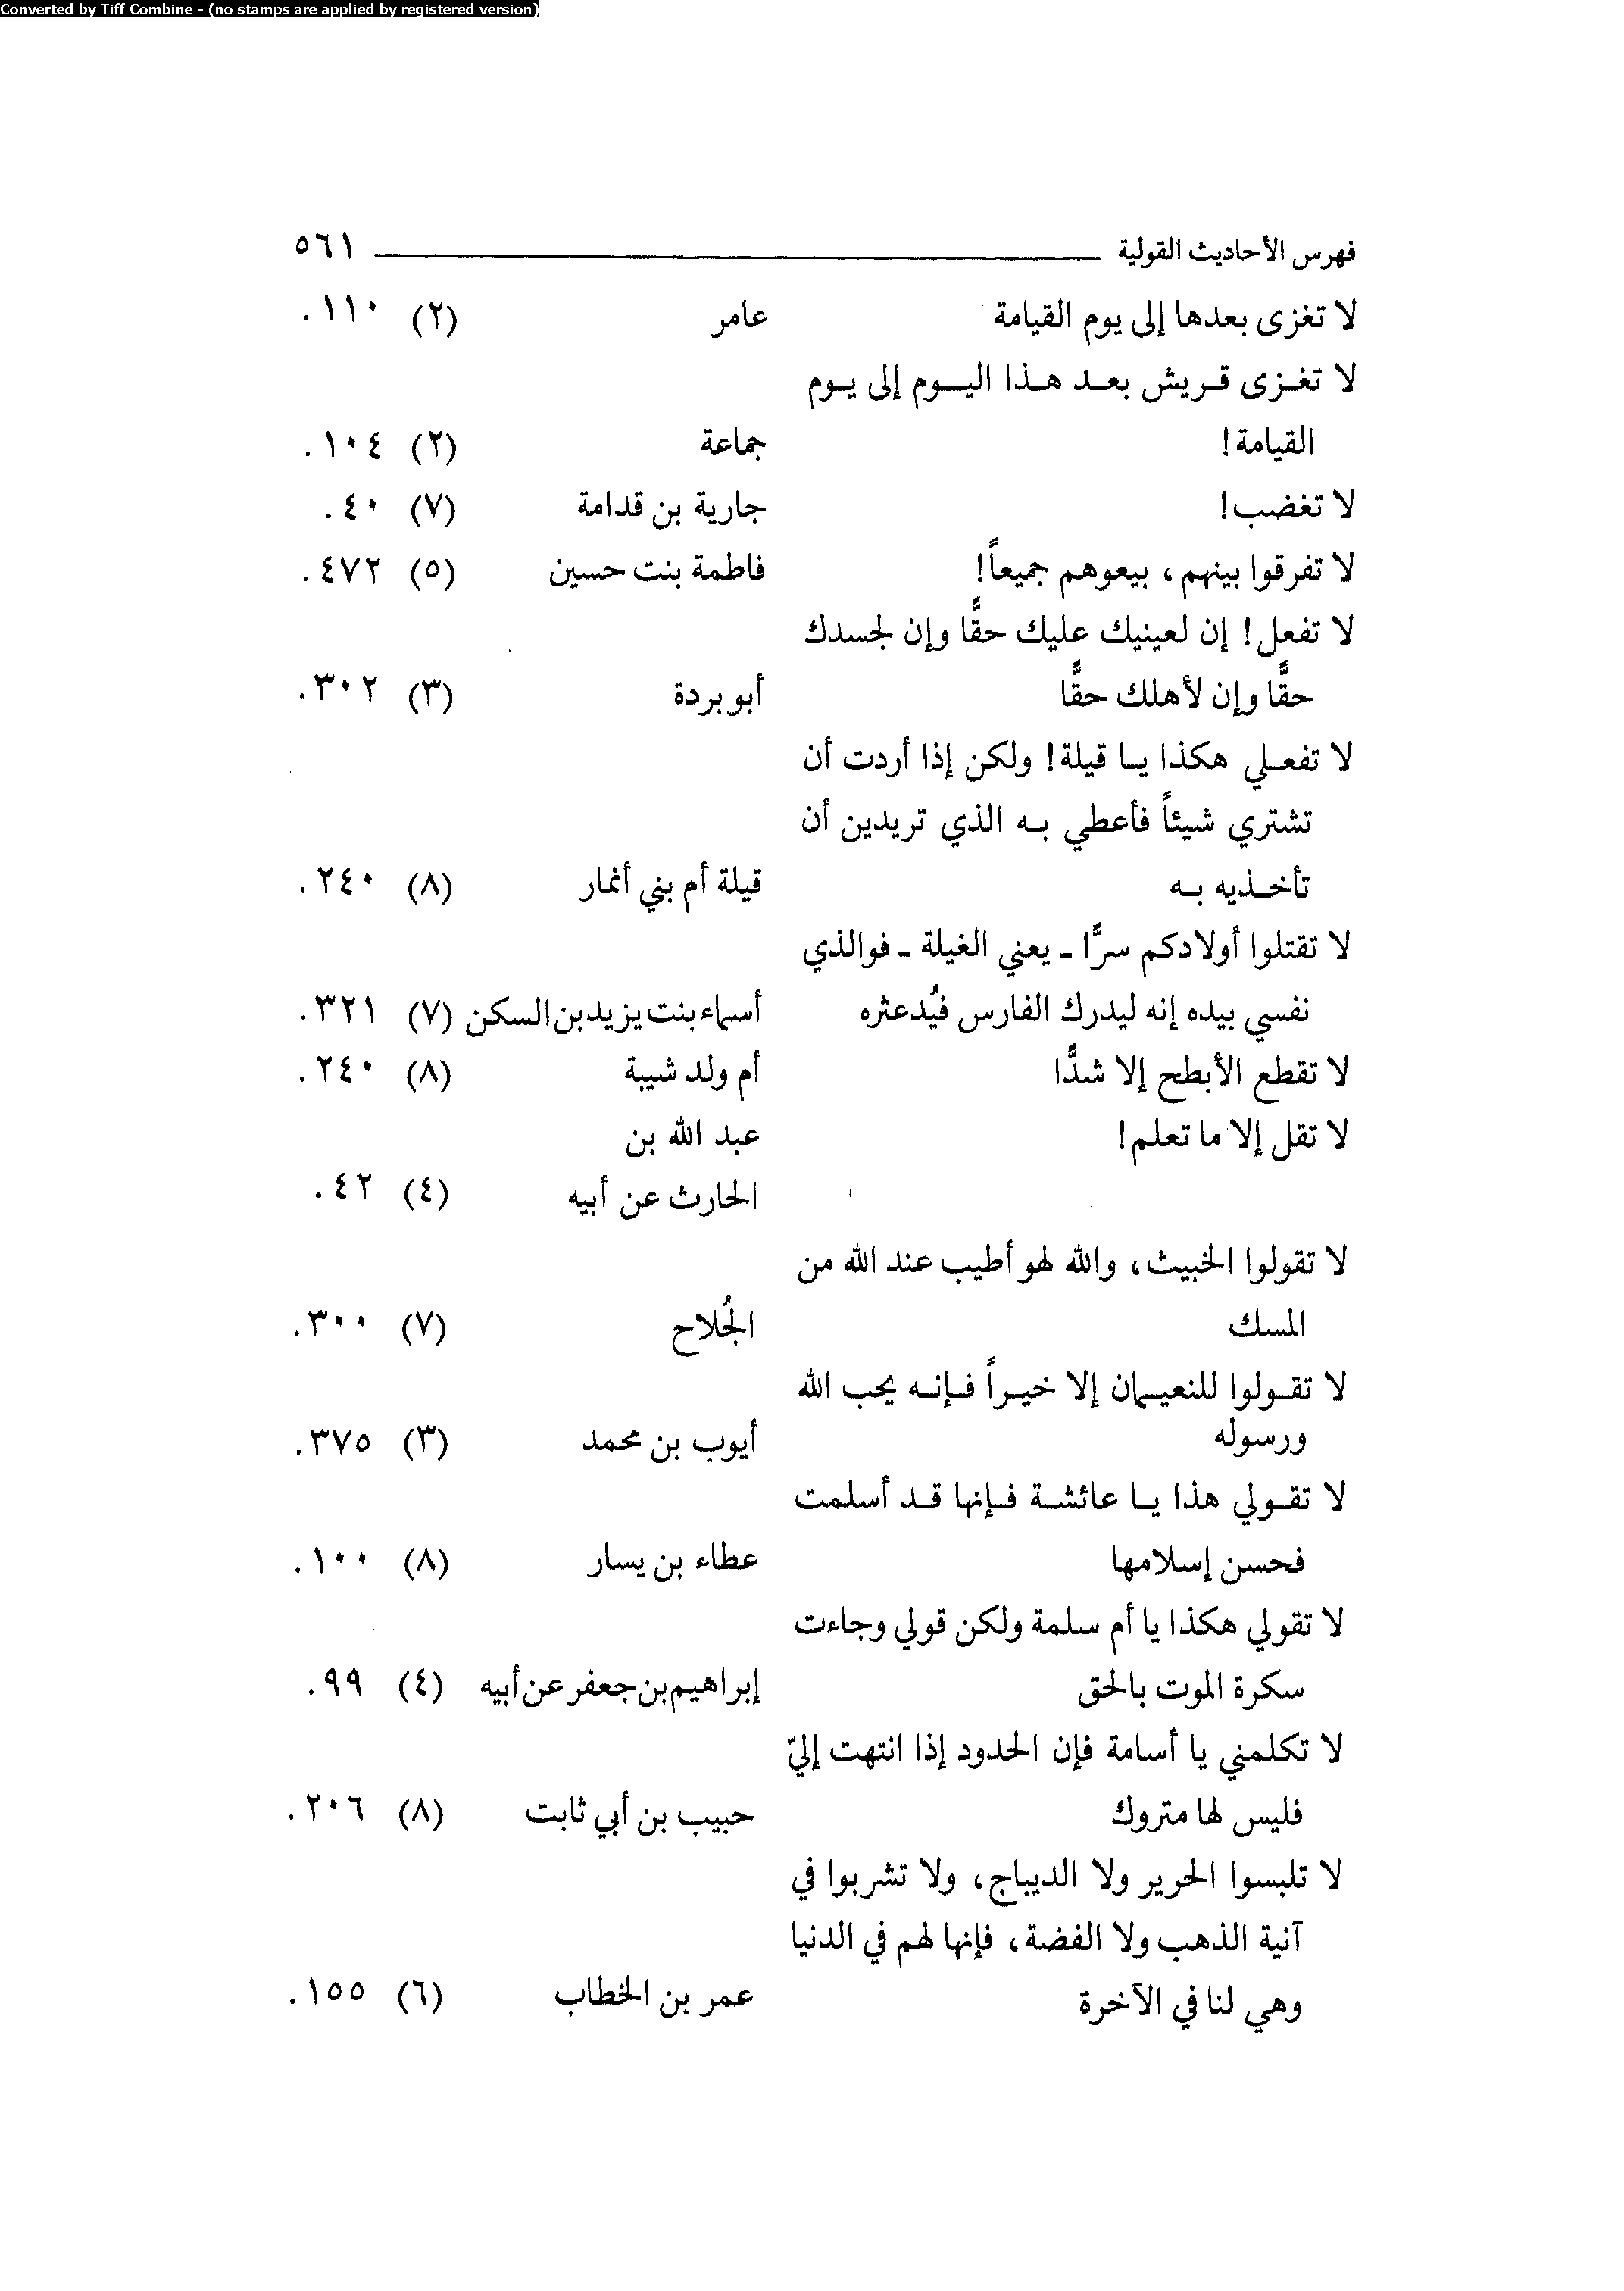 Converted by Tiff Combine - (no stamps are applied by registered version)
فهرس الأحاديث القولية ٥٦١
لا تغزى بعدها إلى يوم القيامة عامر (٢) ١١٠.
لا تغزى قريش بعد هذا اليوم إلى يوم
القيامة! جماعة (٢) ١٠٤.
لا تغضب! جارية بن قدامة (٧) ٤٠.
لا تفرقوا بينهم، بيعوهم جميعاً! فاطمة بنت حسين (٥) ٤٧٢.
لا تفعل! إن لعينيك عليك حقًّا وإن لجسدك
حقًّا وإن لأهلك حقًّا أبو بردة (٣) ٣٠٢.
لا تفعلي هكذا يا قيلة! ولكن إذا أردت أن
تشتري شيئاً فأعطي به الذي تريدين أن
تأخذيه به قيلة أم بني أنمار (٨) ٢٤٠.
لا تقتلوا أولادكم سرًّا ـ يعني الغيلة ـ فوالذي
نفسي بيده إنه ليدرك الفارس فيُدعثره أسماء بنت يزيد بن السكن (٧) ٣٢١.
لا تقطع الأبطح إلا شدًّا أم ولد شيبة (٨) ٢٤٠.
لا تقل إلا ما تعلم! عبد الله بن
الحارث عن أبيه (٤) ٤٢.
لا تقولوا الخبيث، والله لهو أطيب عند الله من
المسك الجُلاح (٧) ٣٠٠.
لا تقولوا للنعيمان إلا خيراً فإنه يحب الله
ورسوله أيوب بن محمد (٣) ٣٧٥.
لا تقولي هذا يا عائشة فإنها قد أسلمت
فحسن إسلامها عطاء بن يسار (٨) ١٠٠.
لا تقولي هكذا يا أم سلمة ولكن قولي وجاءت
سكرة الموت بالحق إبراهيم بن جعفر عن أبيه (٤) ٩٩.
لا تكلمني يا أسامة فإن الحدود إذا انتهت إليّ
فليس لها متروك حبيب بن أبي ثابت (٨) ٢٠٦.
لا تلبسوا الحرير ولا الديباج، ولا تشربوا في
آنية الذهب ولا الفضة، فإنها لهم في الدنيا
وهي لنا في الآخرة عمر بن الخطاب (٦) ١٥٥.